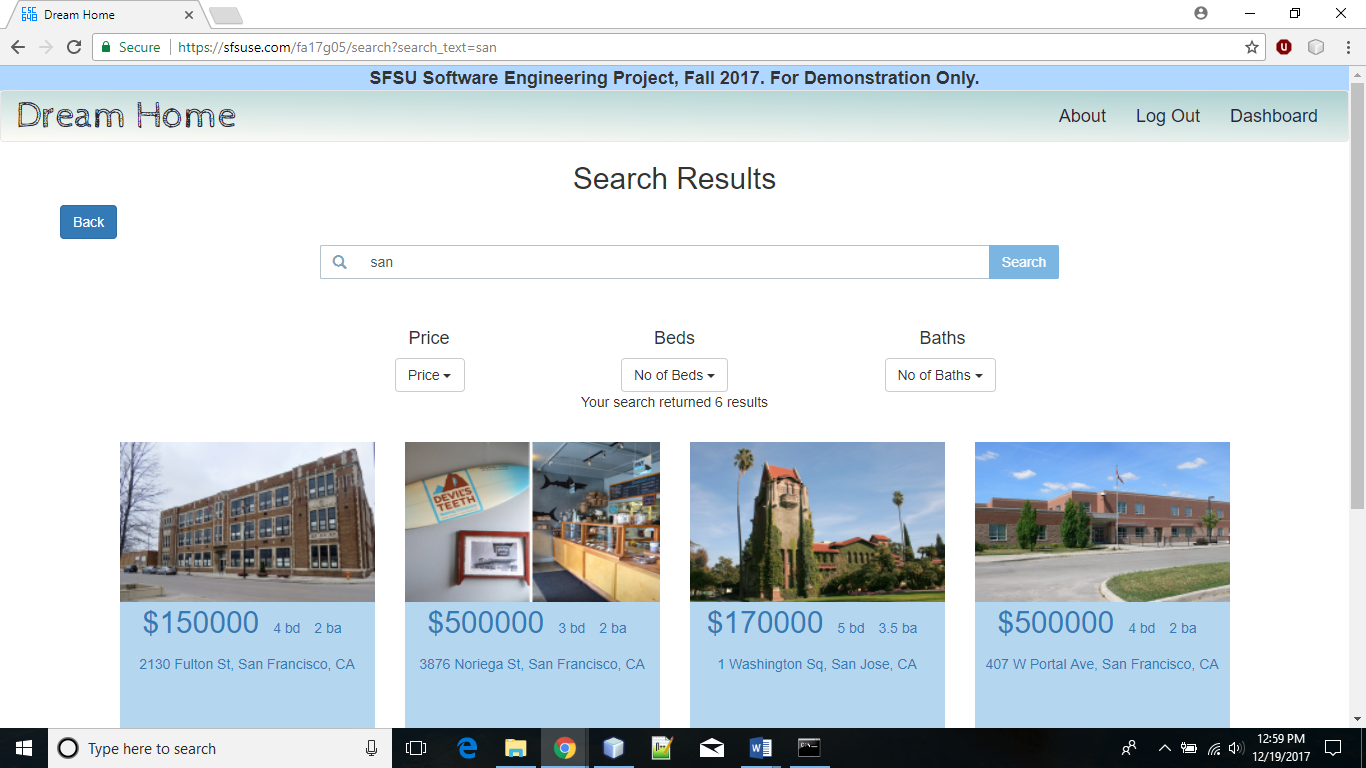 Dream Home
Secure https://sfsuse.com/fa17g05/search?search_text=san
SFSU Software Engineering Project, Fall 2017. For Demonstration Only.
Dream Home About Log Out Dashboard
Search Results
Back
san Search
Price Beds Baths
Price No of Beds No of Baths
Your search returned 6 results
DEVIL'S
TEETH
$150000 4 bd 2 ba
$500000 3 bd 2 ba
$170000 5 bd 3.5 ba
$500000 4 bd 2 ba
2130 Fulton St, San Francisco, CA
3876 Noriega St, San Francisco, CA
1 Washington Sq, San Jose, CA
407 W Portal Ave, San Francisco, CA
Type here to search
12:59 PM
12/19/2017